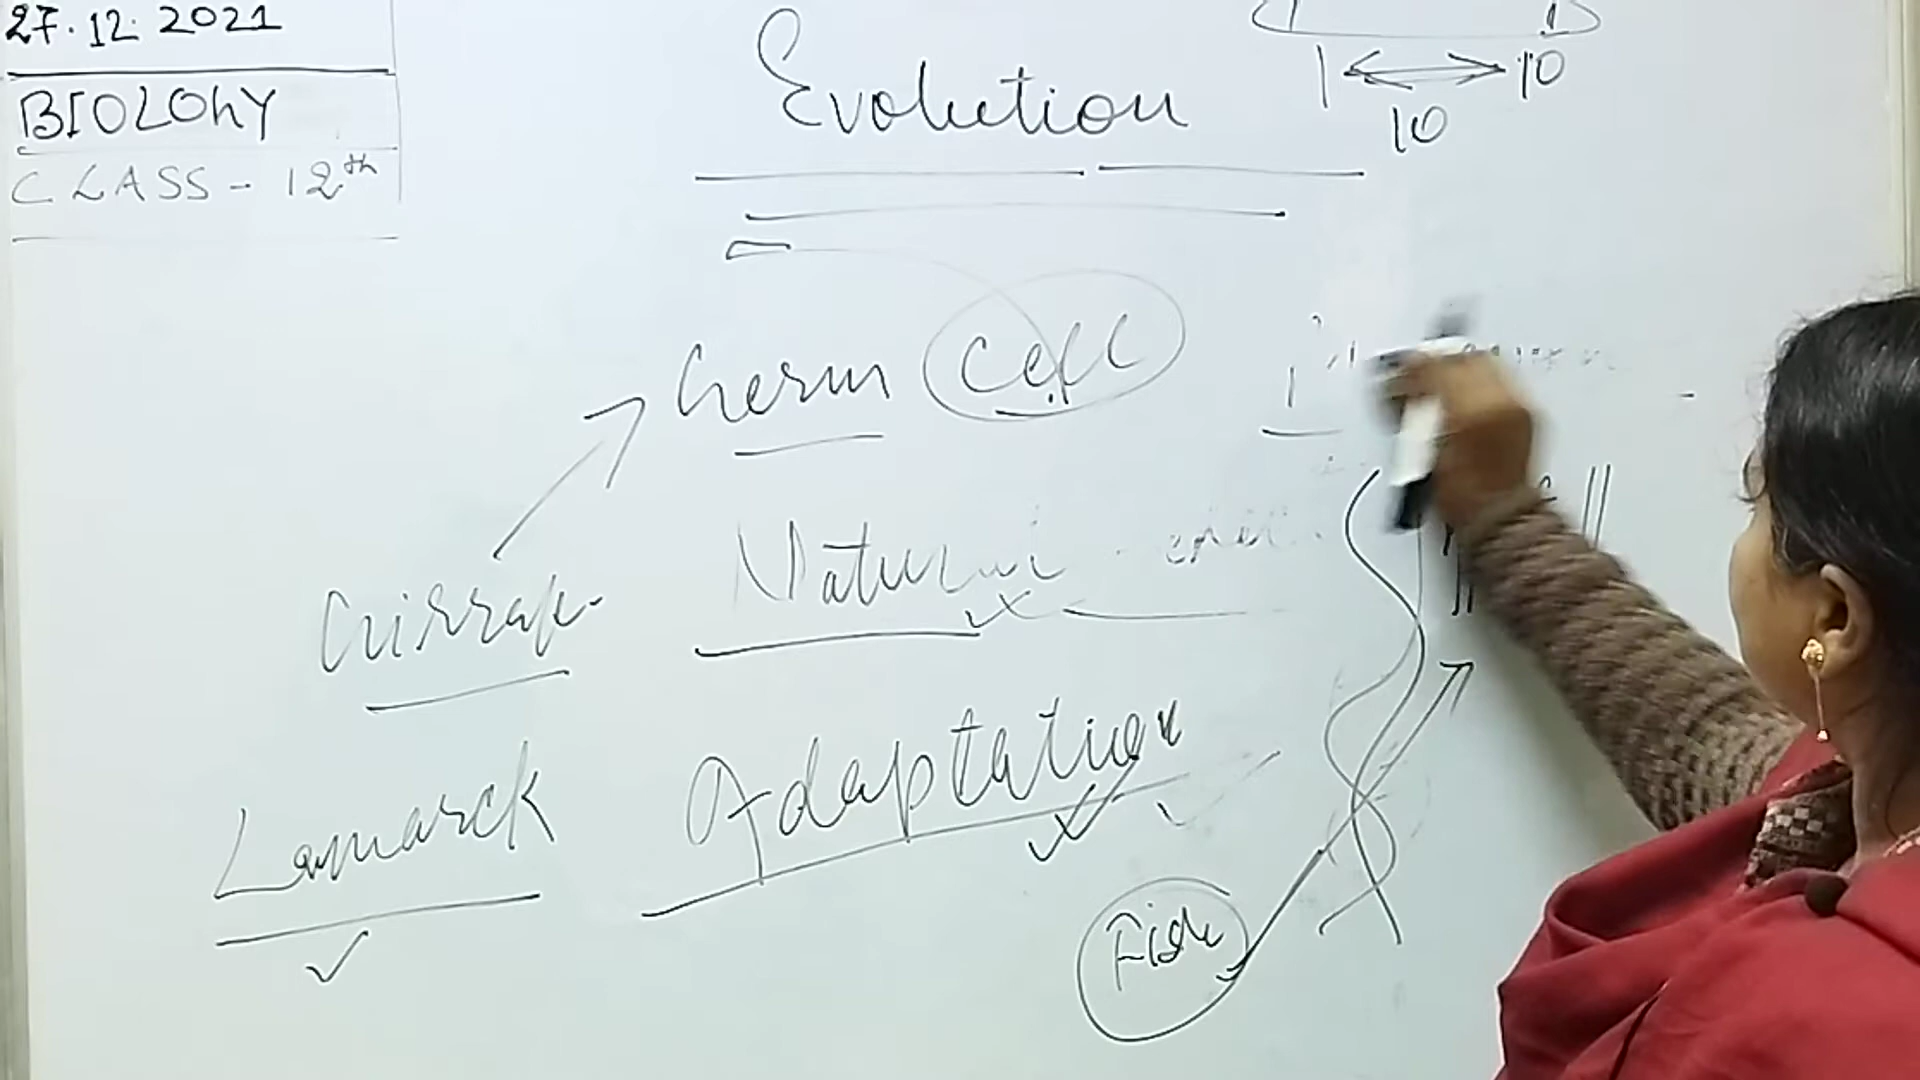 27.12.2021
BIOLOGY
CLASS - 12th
Evolution
1 10
10
Germ Cell
Natural
Lamarck Adaptation
Fish